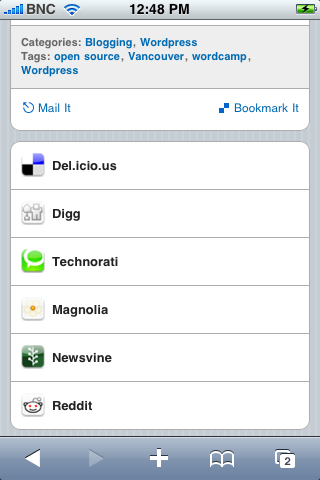 BNC 12:48 PM
Categories: Blogging, Wordpress
Tags: open source, Vancouver, wordcamp,
Wordpress
Mail It Bookmark It
Del.icio.us
Digg
Technorati
Magnolia
Newsvine
Reddit
2